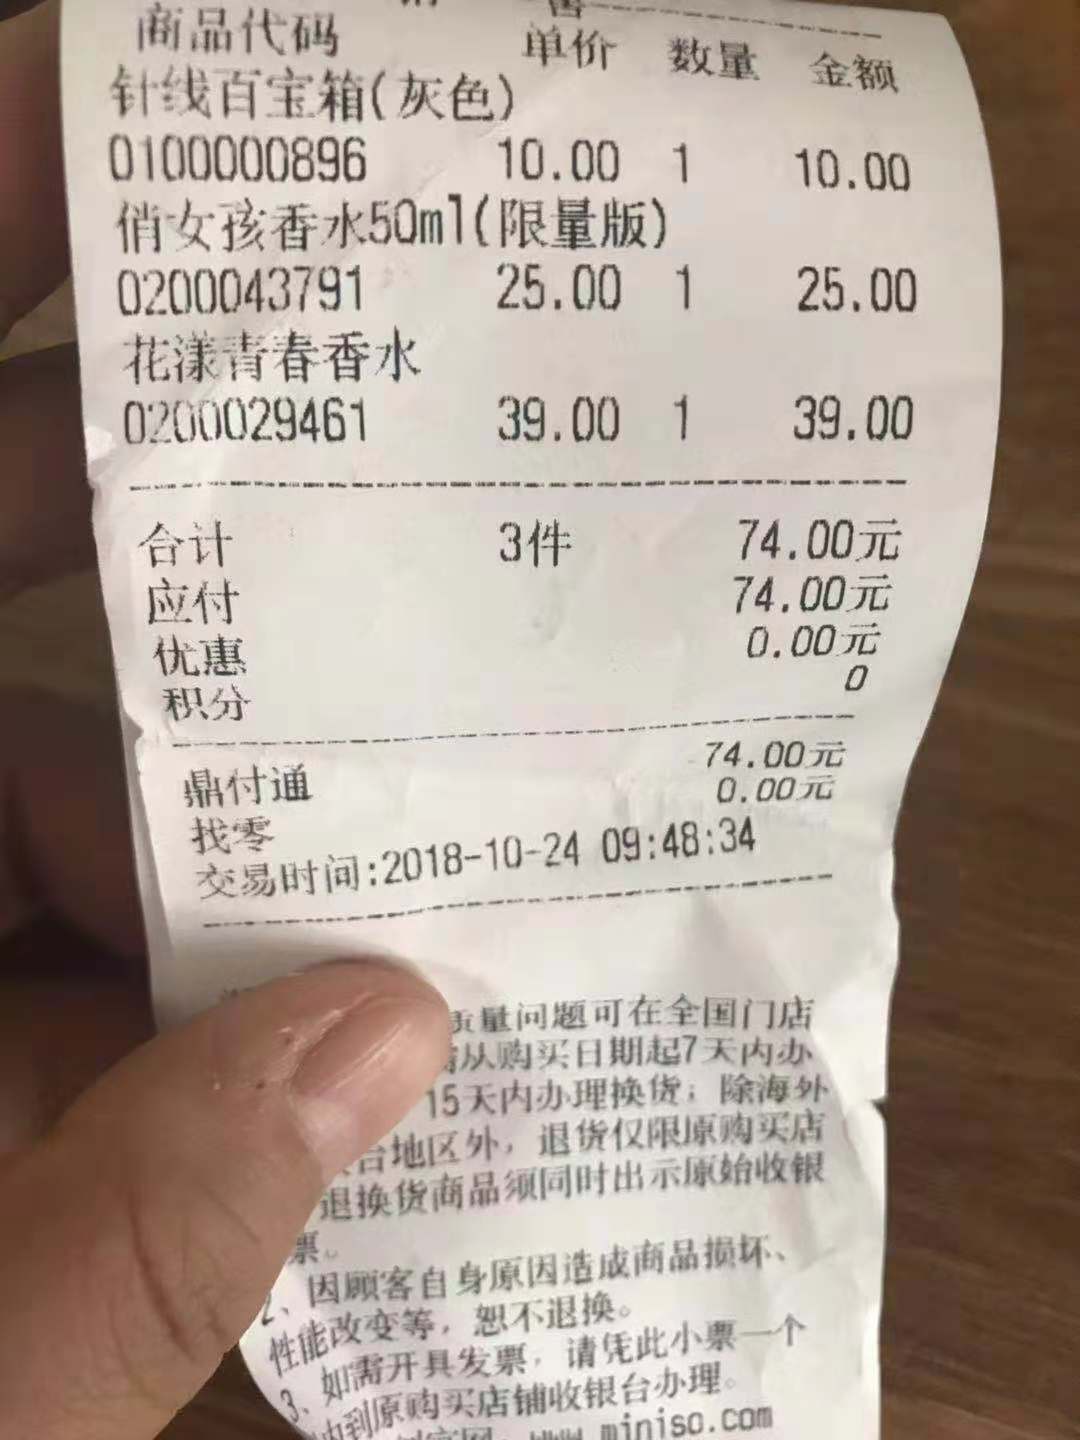 商品代码 单价 数量 金额
针线百宝箱(灰色)
0100000896 10.00 1 10.00
俏女孩香水50ml(限量版)
0200043791 25.00 1 25.00
花漾青春香水
0200029461 39.00 1 39.00
合计 3件 74.00元
应付 74.00元
优惠 0.00元
积分 0
鼎付通 74.00元
找零 0.00元
交易时间:2018-10-24 09:48:34
质量问题可在全国门店
从购买日期起7天内办
15天内办理换货；除海外
台地区外，退货仅限原购买店
退换货商品须同时出示原始收银
票。
2、因顾客自身原因造成商品损坏、
性能改变等，恕不退换。
3、如需开具发票，请凭此小票一个
内到原购买店铺收银台办理。
官网：www.miniso.com